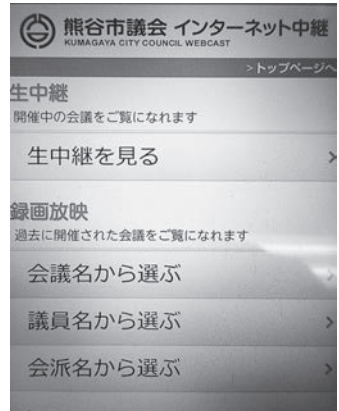 熊谷市議会 インターネット中継
KUMAGAYA CITY COUNCIL WEBCAST
>トップページへ
生中継
開催中の会議をご覧になれます
生中継を見る
録画放映
過去に開催された会議をご覧になれます
会議名から選ぶ
議員名から選ぶ
会派名から選ぶ